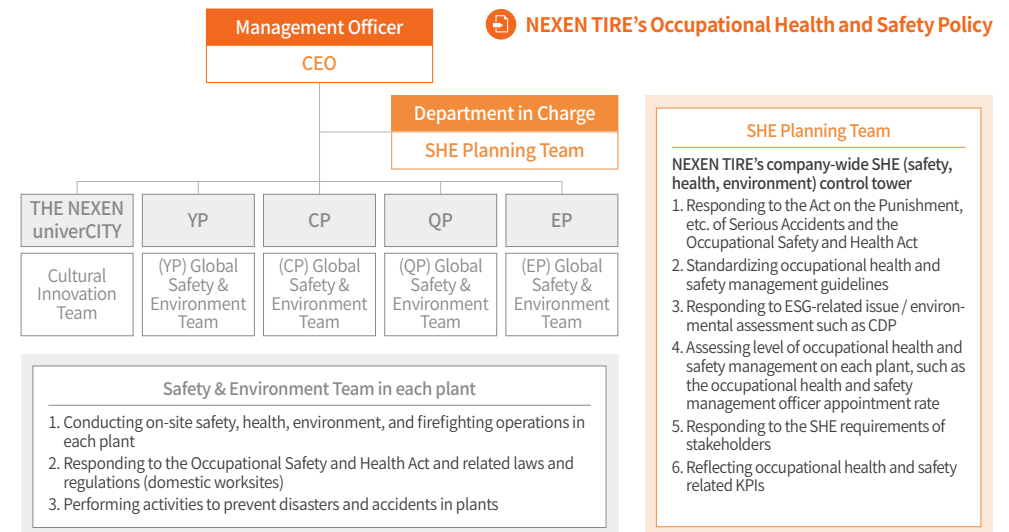 Management Officer
CEO
NEXEN TIRE's Occupational Health and Safety Policy
Department in Charge
SHE Planning Team
THE NEXEN
univerCITY
YP
CP
QP
EP
Cultural
Innovation
Team
(YP) Global
Safety &
Environment
Team
(CP) Global
Safety &
Environment
Team
(QP) Global
Safety &
Environment
Team
(EP) Global
Safety &
Environment
Team
Safety & Environment Team in each plant
1. Conducting on-site safety, health, environment, and firefighting operations in
each plant
2. Responding to the Occupational Safety and Health Act and related laws and
regulations (domestic worksites)
3. Performing activities to prevent disasters and accidents in plants
SHE Planning Team
NEXEN TIRE's company-wide SHE (safety,
health, environment) control tower
1. Responding to the Act on the Punishment,
etc. of Serious Accidents and the
Occupational Safety and Health Act
2. Standardizing occupational health and
safety management guidelines
3. Responding to ESG-related issue / environ-
mental assessment such as CDP
4. Assessing level of occupational health and
safety management on each plant, such as
the occupational health and safety
management officer appointment rate
5. Responding to the SHE requirements of
stakeholders
6. Reflecting occupational health and safety
related KPIs